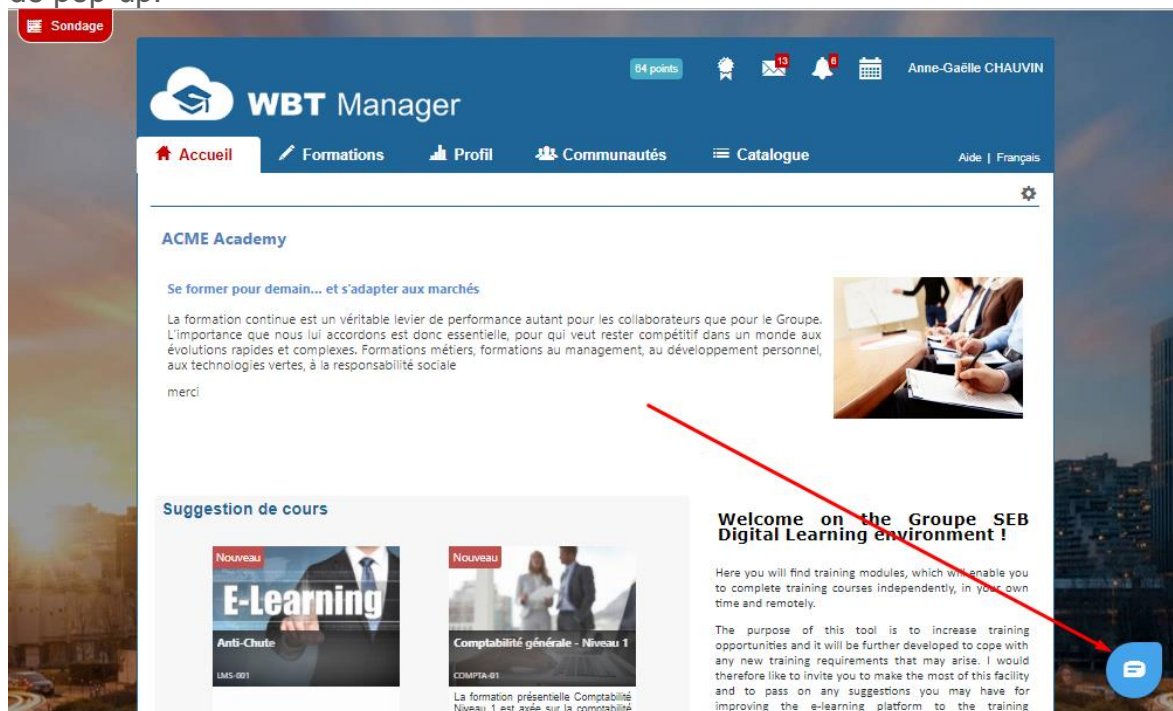 de pop-up.
Sondage
64 points
13
6
Anne-Gaëlle CHAUVIN
WBT Manager
Accueil
Formations
Profil
Communautés
Catalogue
Aide | Français
ACME Academy
Se former pour demain... et s'adapter aux marchés
La formation continue est un véritable levier de performance autant pour les collaborateurs que pour le Groupe.
L'importance que nous lui accordons est donc essentielle, pour qui veut rester compétitif dans un monde aux
évolutions rapides et complexes. Formations métiers, formations au management, au développement personnel,
aux technologies vertes, à la responsabilité sociale
merci
Suggestion de cours
Nouveau
E-Learning
Anti-Chute
LMS-001
Nouveau
Comptabilité générale - Niveau 1
COMPTA-01
La formation présentielle Comptabilité
Niveau 1 est axée sur la comptabilité
Welcome on the Groupe SEB
Digital Learning environment !
Here you will find training modules, which will enable you
to complete training courses independently, in your own
time and remotely.
The purpose of this tool is to increase training
opportunities and it will be further developed to cope with
any new training requirements that may arise. I would
therefore like to invite you to make the most of this facility
and to pass on any suggestions you may have for
improving the e-learning platform to the training